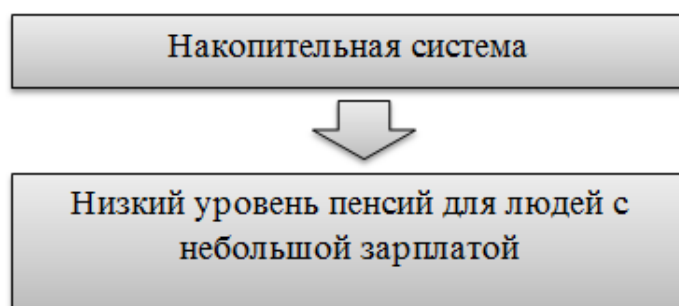 Накопительная система
Низкий уровень пенсий для людей с
небольшой зарплатой